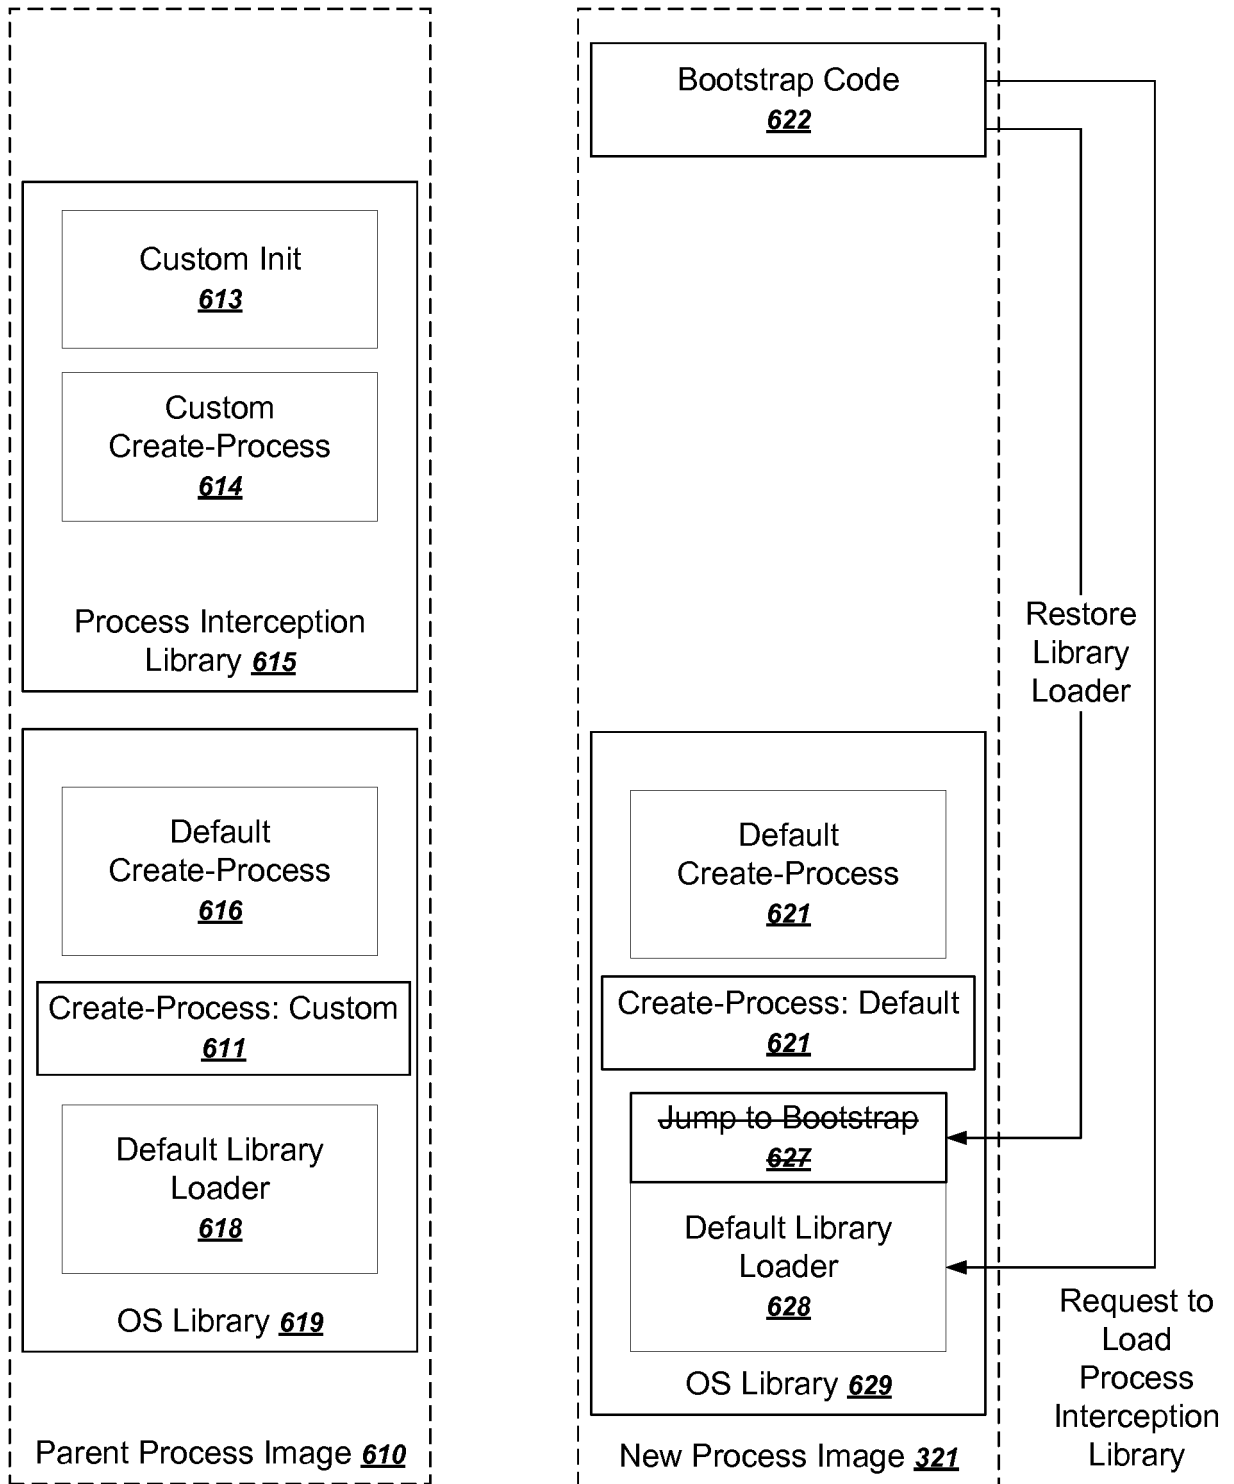 Bootstrap Code
622
Custom Init
613
Custom
Create-Process
614
Process Interception
Library 615
Restore
Library
Loader
Default
Create-Process
616
Default
Create-Process
621
Create-Process: Custom
611
Create-Process: Default
621
Jump to Bootstrap
627
Default Library
Loader
618
Default Library
Loader
628
OS Library 619
OS Library 629
Request to
Load
Process
Interception
Library
Parent Process Image 610
New Process Image 321